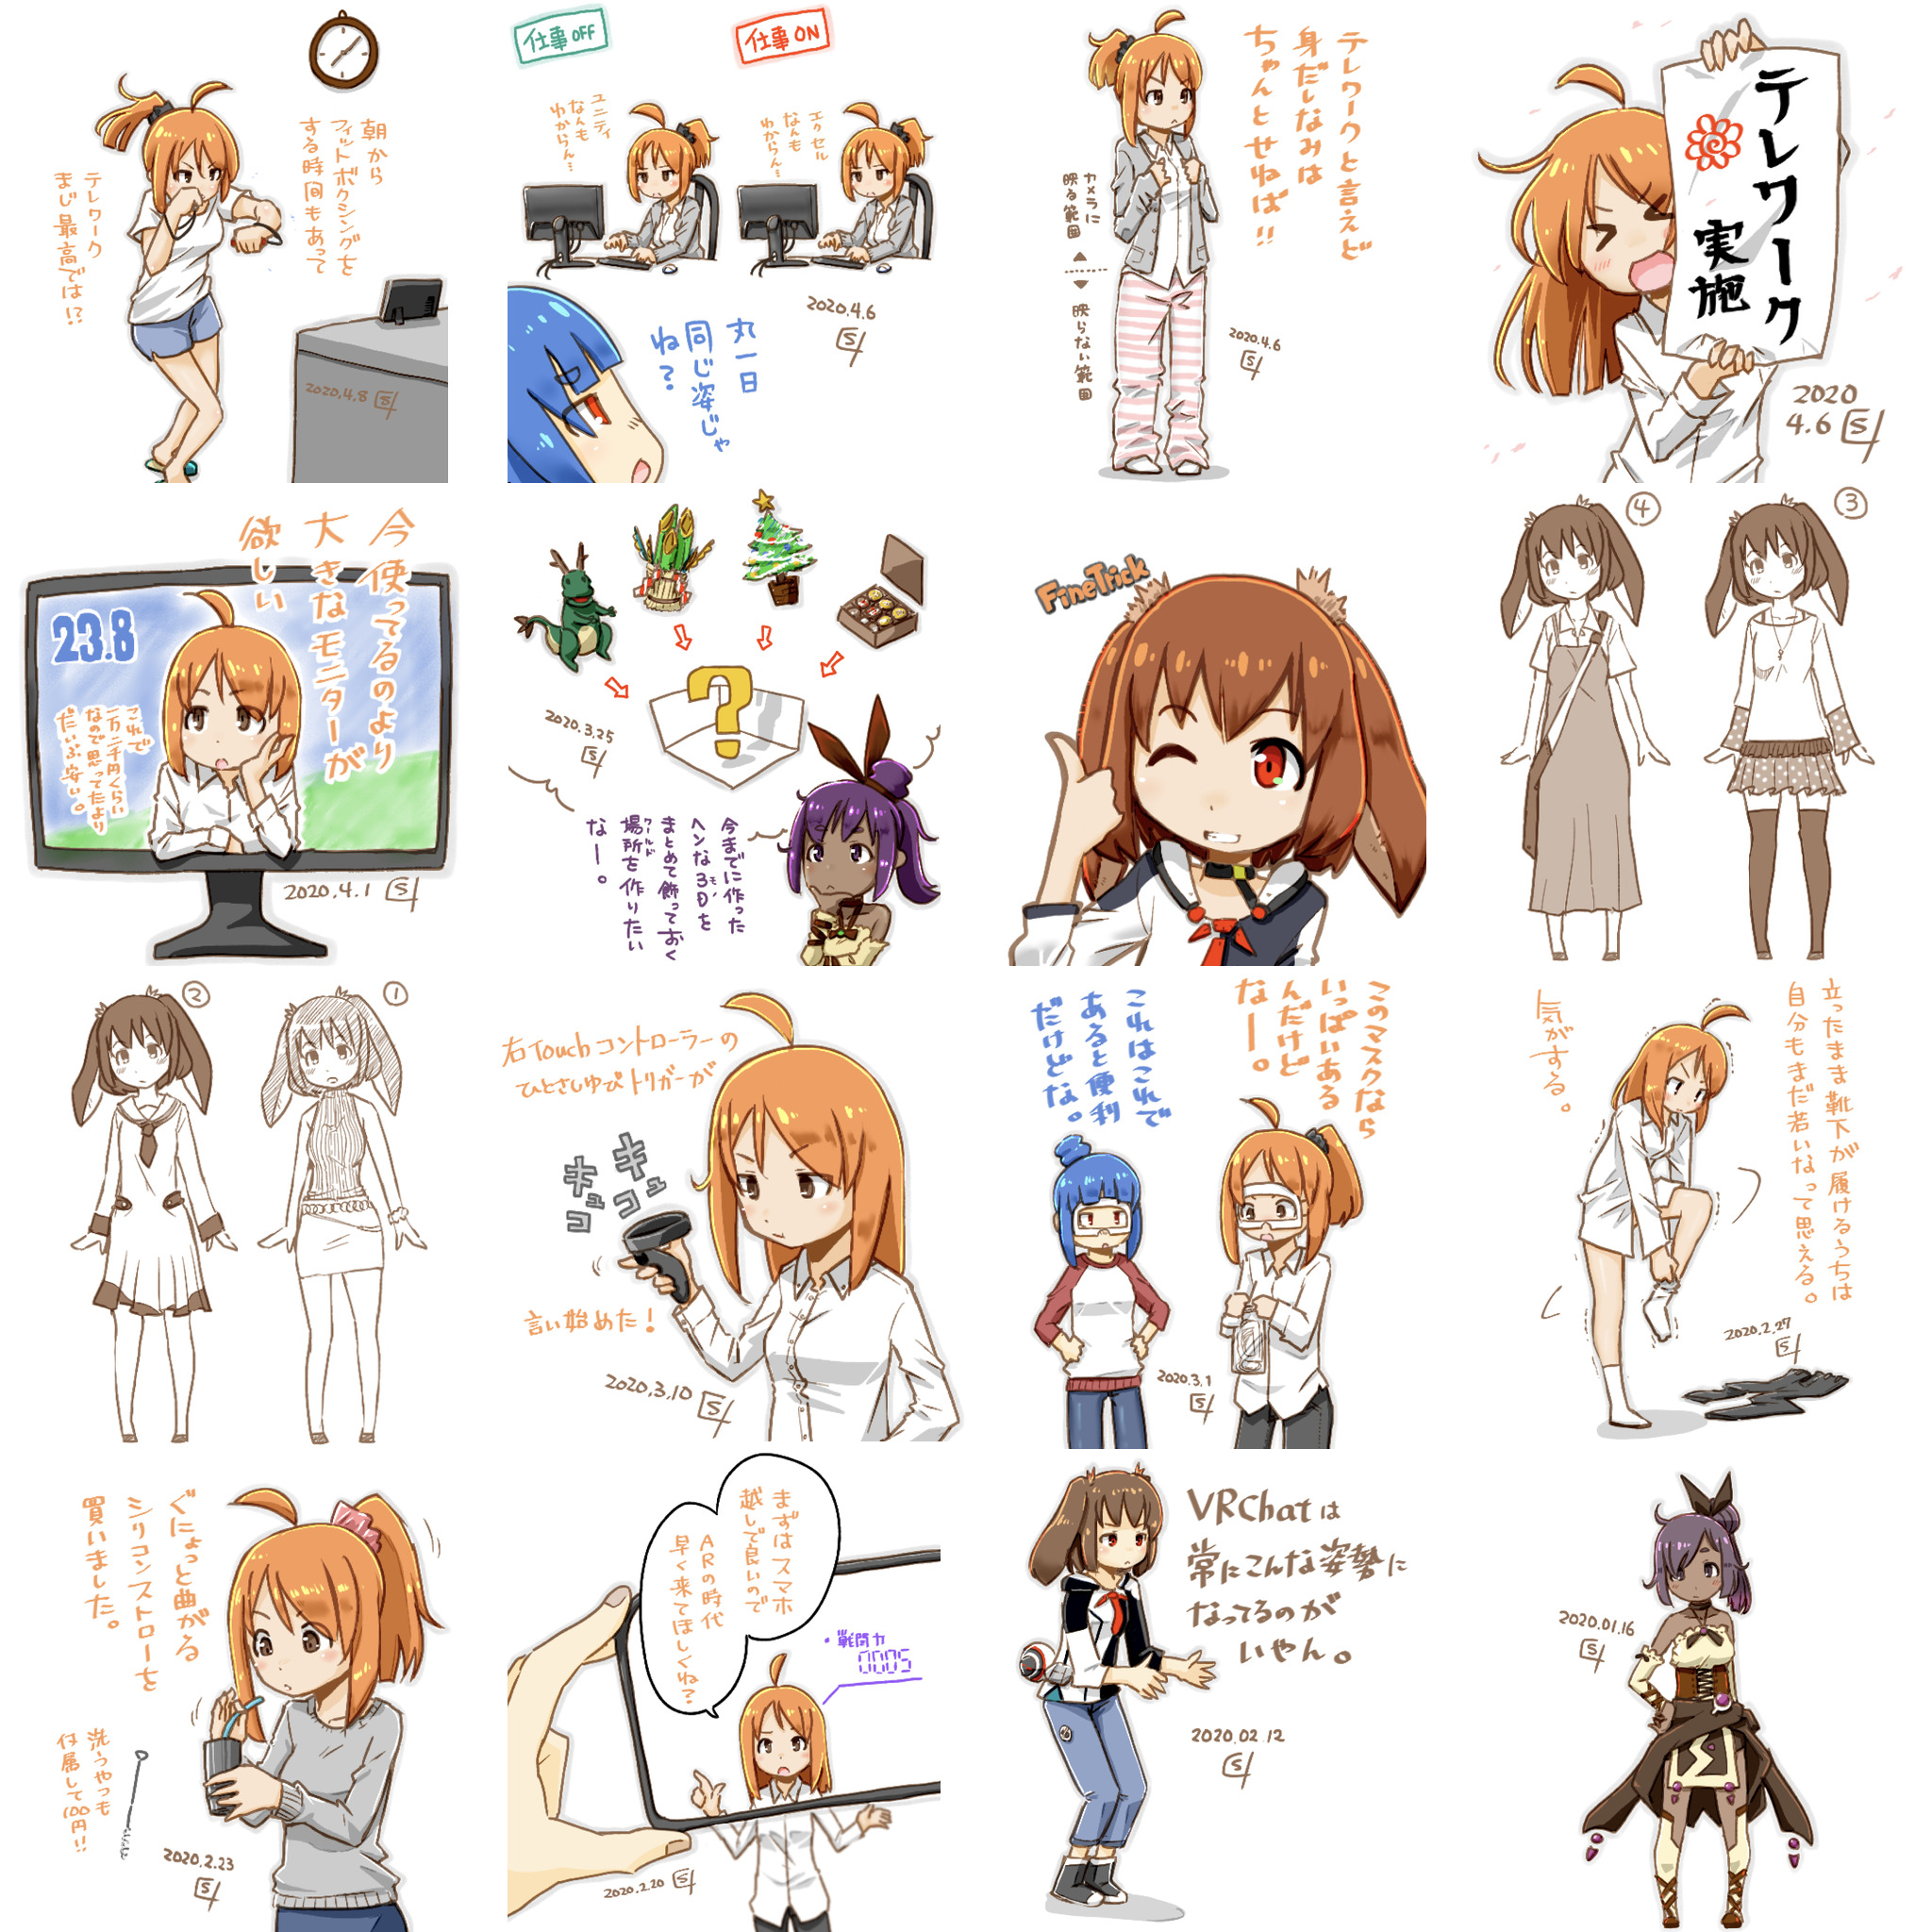 朝から
フィットボクシングを
する時間もあって
テレワーク
まじ最高では!?
2020.4.8
仕事OFF
仕事ON
ユニティ
なんも
わからん…
エクセル
なんも
わからん…
2020.4.6
丸一日
同じ姿じゃ
ね?
テレワークと言えど
身だしなみは
ちゃんとせねば!!
カメラに
映る範囲
映らない範囲
2020.4.6
テレワーク
実施
2020
4.6
今使ってるのより
大きなモニターが
欲しい
23.8
これで
一万二千円くらい
なので思ってたより
だいぶ安い。
2020.4.1
2020.3.25
?
今までに作った
ヘンな3Dモノを
まとめて飾っておく
場所を作りたい
ワールド
なー。
FineTrick
④
③
②
①
右Touchコントローラーの
ひとさしゆびトリガーが
キュコ
キュコ
言い始めた!
2020.3.10
このマスクなら
いっぱいある
んだけど
なー。
これはこれで
あると便利
だけどな。
2020.3.1
立ったまま靴下が履けるうちは
自分もまだ若いなって思える。
気がする。
2020.2.27
ぐにょっと曲がる
シリコンストローを
買いました。
洗うやつも
付属して
100円!!
2020.2.23
まずはスマホ
越しで良いので
ARの時代
早く来てほしくね?
戦闘力
0005
2020.2.20
VRChatは
常にこんな姿勢に
なってるのが
いやん。
2020.02.12
2020.01.16